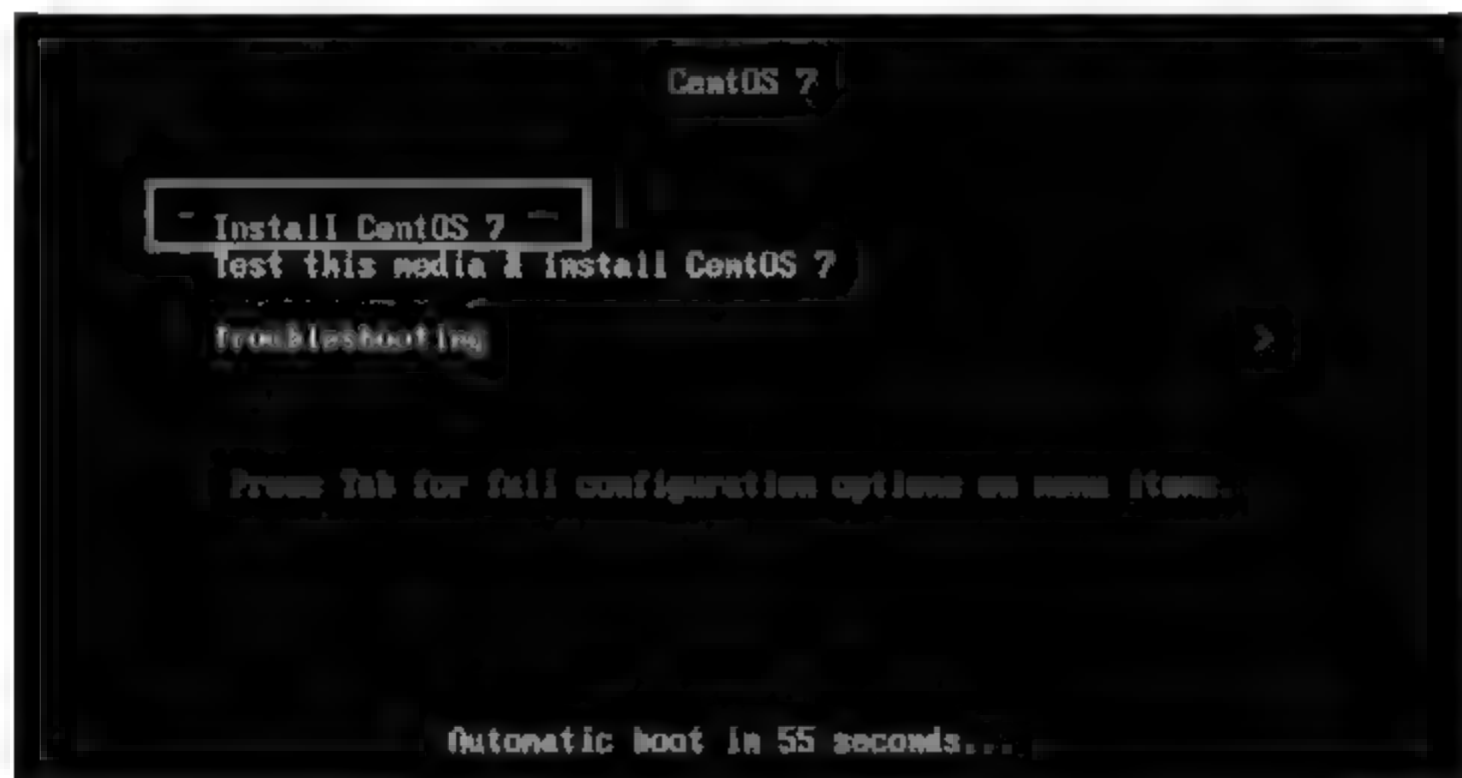 CentOS 7
Install CentOS 7
Test this media & install CentOS 7
Troubleshooting >
Press Tab for full configuration options on menu items.
Automatic boot in 55 seconds...